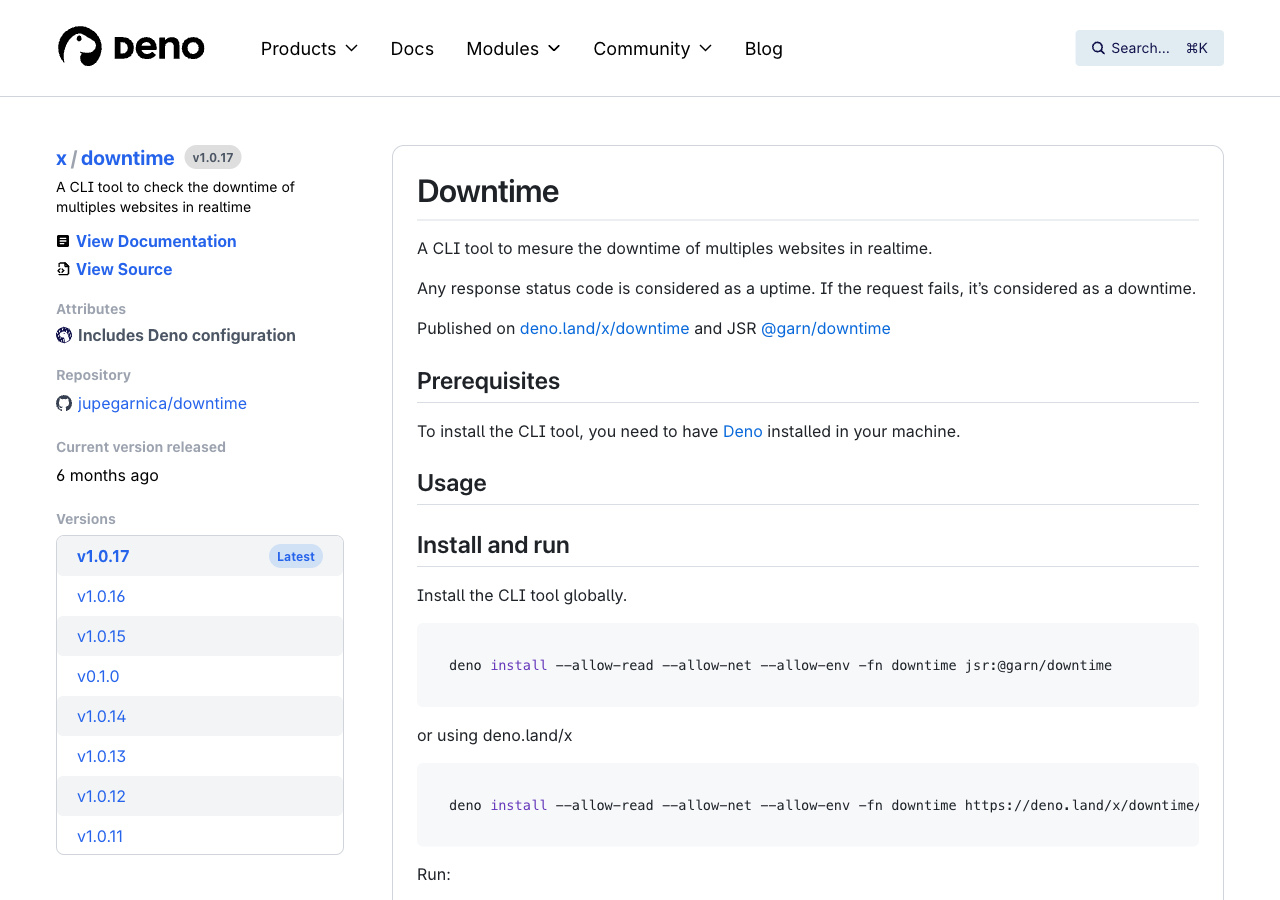 DENO
Products
Docs
Modules
Community
Blog
Search... ⌘K
x / downtime v1.0.17
A CLI tool to check the downtime of
multiples websites in realtime
View Documentation
View Source
Attributes
Includes Deno configuration
Repository
jupegarnica/downtime
Current version released
6 months ago
Versions
v1.0.17 Latest
v1.0.16
v1.0.15
v0.1.0
v1.0.14
v1.0.13
v1.0.12
v1.0.11
Downtime
A CLI tool to mesure the downtime of multiples websites in realtime.
Any response status code is considered as a uptime. If the request fails, it’s considered as a downtime.
Published on deno.land/x/downtime and JSR @garn/downtime
Prerequisites
To install the CLI tool, you need to have Deno installed in your machine.
Usage
Install and run
Install the CLI tool globally.
deno install --allow-read --allow-net --allow-env -fn downtime jsr:@garn/downtime
or using deno.land/x
deno install --allow-read --allow-net --allow-env -fn downtime https://deno.land/x/downtime/
Run: